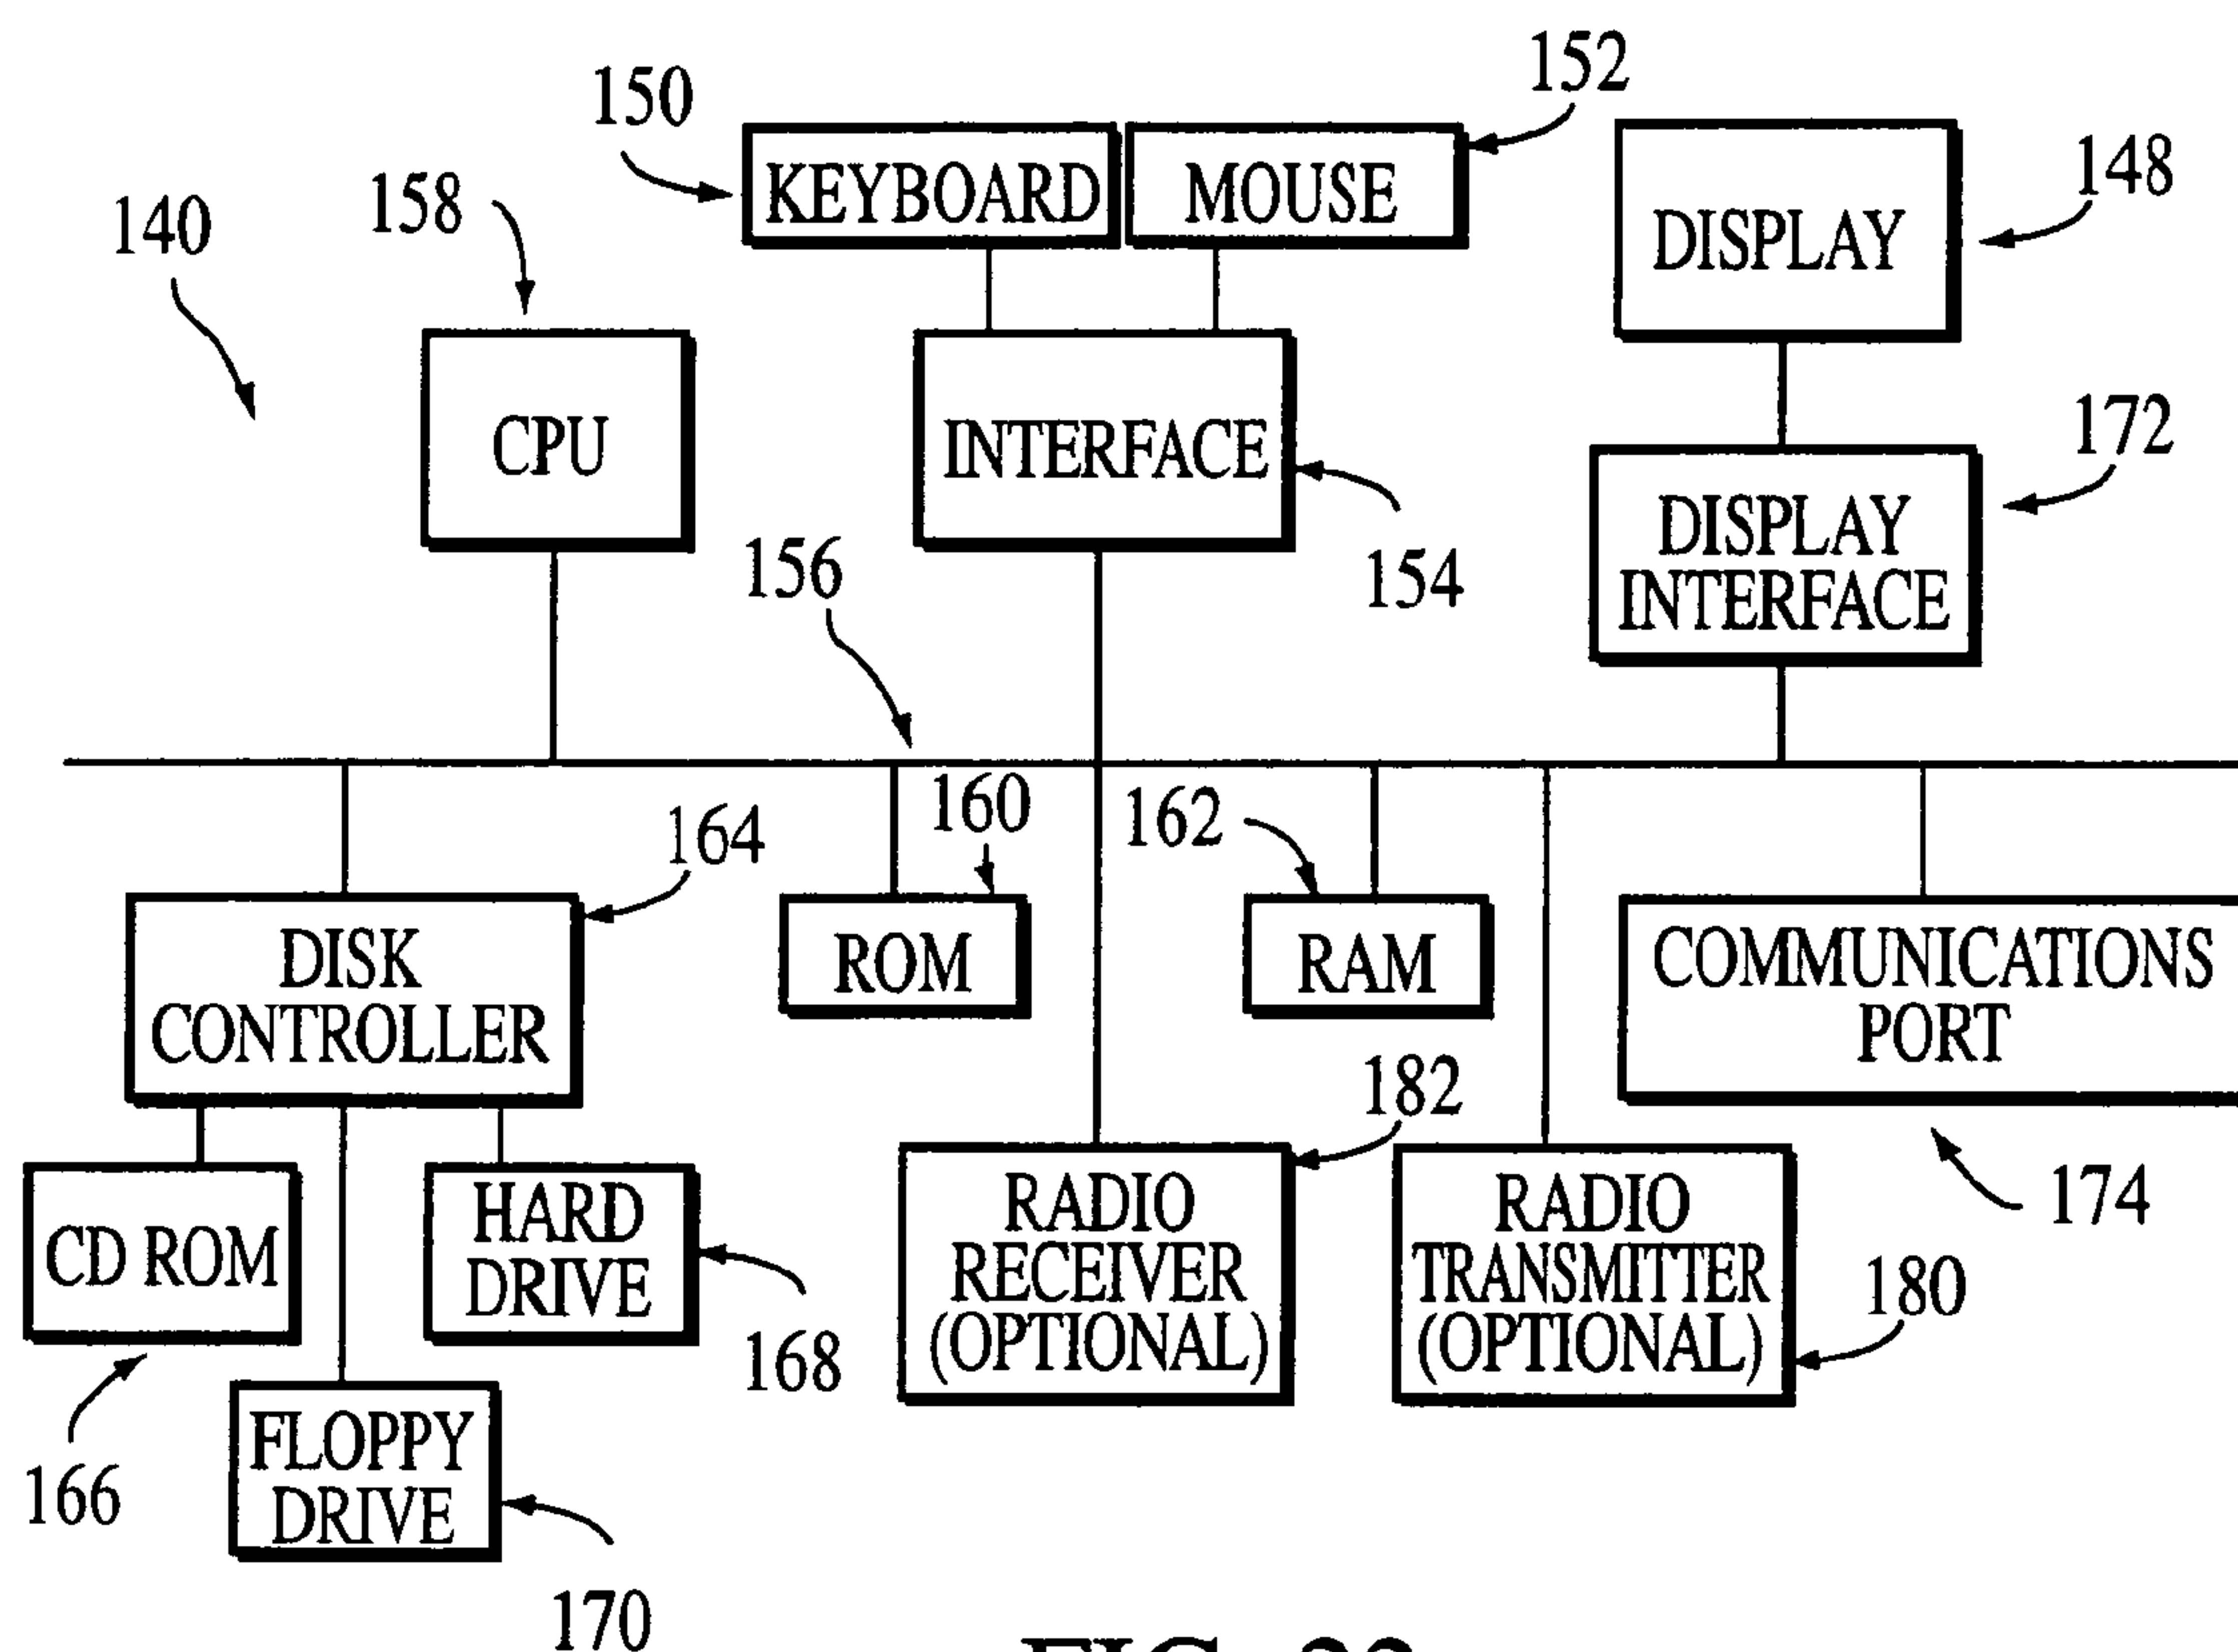 152
150
KEYBOARD
MOUSE
148
158
140
DISPLAY
172
CPU
INTERFACE
DISPLAY
INTERFACE
156
154
160
162
164
DISK
CONTROLLER
ROM
RAM
COMMUNICATIONS
PORT
182
174
CD ROM
HARD
DRIVE
RADIO
RECEIVER
(OPTIONAL)
RADIO
TRANSMITTER
(OPTIONAL)
180
168
166
FLOPPY
DRIVE
170